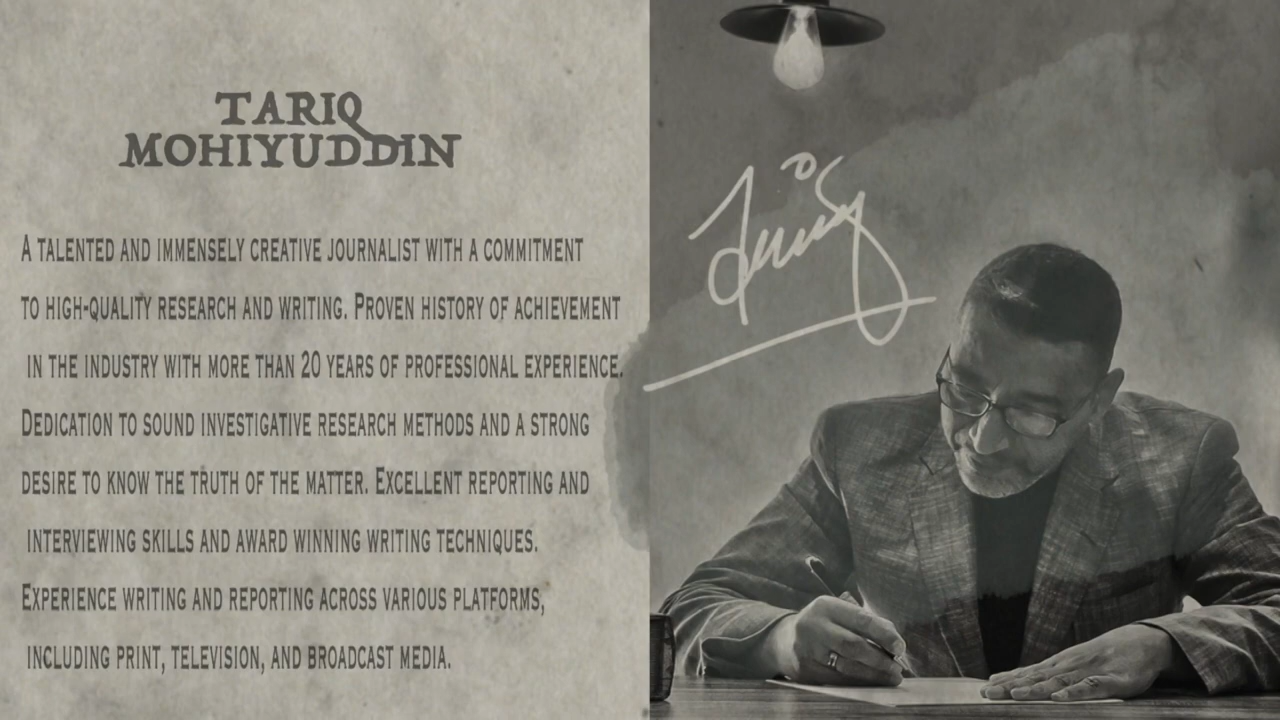 TARIQ
MOHIYUDDIN
A TALENTED AND IMMENSELY CREATIVE JOURNALIST WITH A COMMITMENT
TO HIGH-QUALITY RESEARCH AND WRITING. PROVEN HISTORY OF ACHIEVEMENT
IN THE INDUSTRY WITH MORE THAN 20 YEARS OF PROFESSIONAL EXPERIENCE.
DEDICATION TO SOUND INVESTIGATIVE RESEARCH METHODS AND A STRONG
DESIRE TO KNOW THE TRUTH OF THE MATTER. EXCELLENT REPORTING AND
INTERVIEWING SKILLS AND AWARD WINNING WRITING TECHNIQUES.
EXPERIENCE WRITING AND REPORTING ACROSS VARIOUS PLATFORMS,
INCLUDING PRINT, TELEVISION, AND BROADCAST MEDIA.